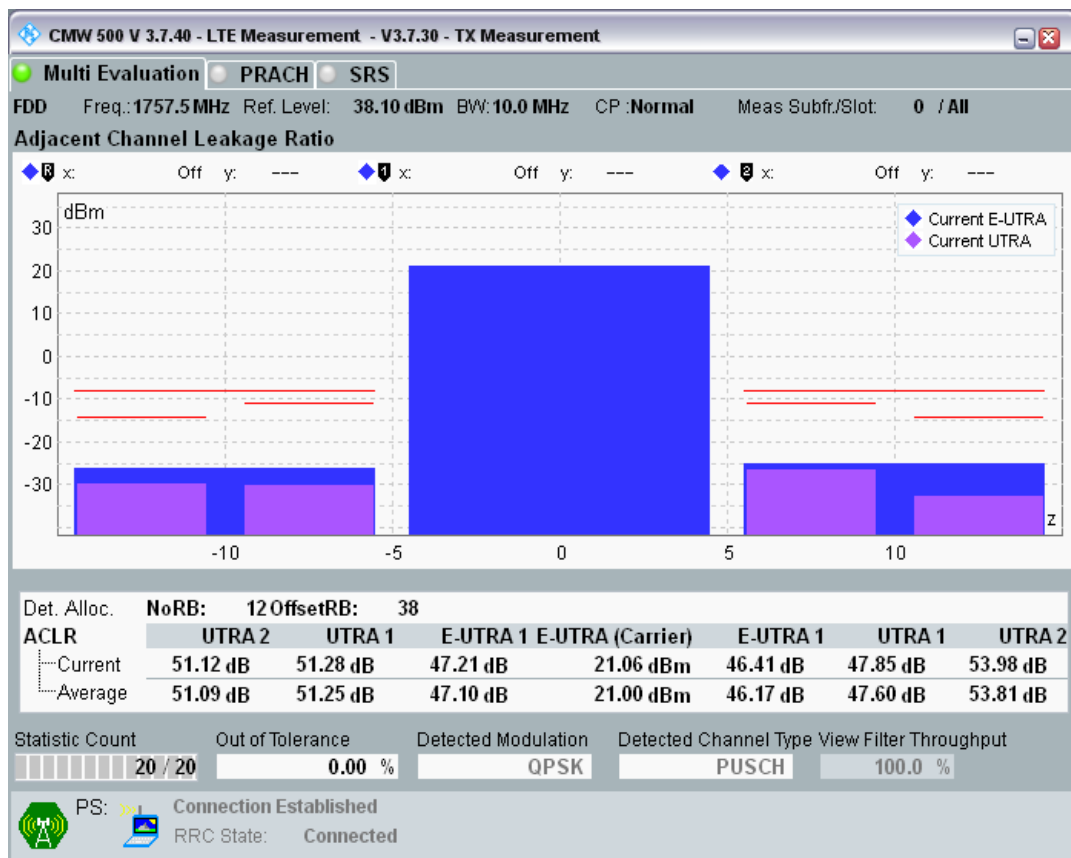 CMW 500 V 3.7.40 - LTE Measurement - V3.7.30 - TX Measurement
Multi Evaluation PRACH SRS
FDD Freq.: 1757.5 MHz Ref. Level: 38.10 dBm BW: 10.0 MHz CP :Normal Meas Subfr./Slot: 0 / All
Adjacent Channel Leakage Ratio
R x: Off y: --- 1 x: Off y: --- 2 x: Off y: ---
dBm
Current E-UTRA
Current UTRA
30
20
10
0
-10
-20
-30
z
-10 -5 0 5 10
Det. Alloc. NoRB: 12 OffsetRB: 38
ACLR UTRA 2 UTRA 1 E-UTRA 1 E-UTRA (Carrier) E-UTRA 1 UTRA 1 UTRA 2
Current 51.12 dB 51.28 dB 47.21 dB 21.06 dBm 46.41 dB 47.85 dB 53.98 dB
Average 51.09 dB 51.25 dB 47.10 dB 21.00 dBm 46.17 dB 47.60 dB 53.81 dB
Statistic Count Out of Tolerance Detected Modulation Detected Channel Type View Filter Throughput
20 / 20 0.00 % QPSK PUSCH 100.0 %
PS: Connection Established
RRC State: Connected